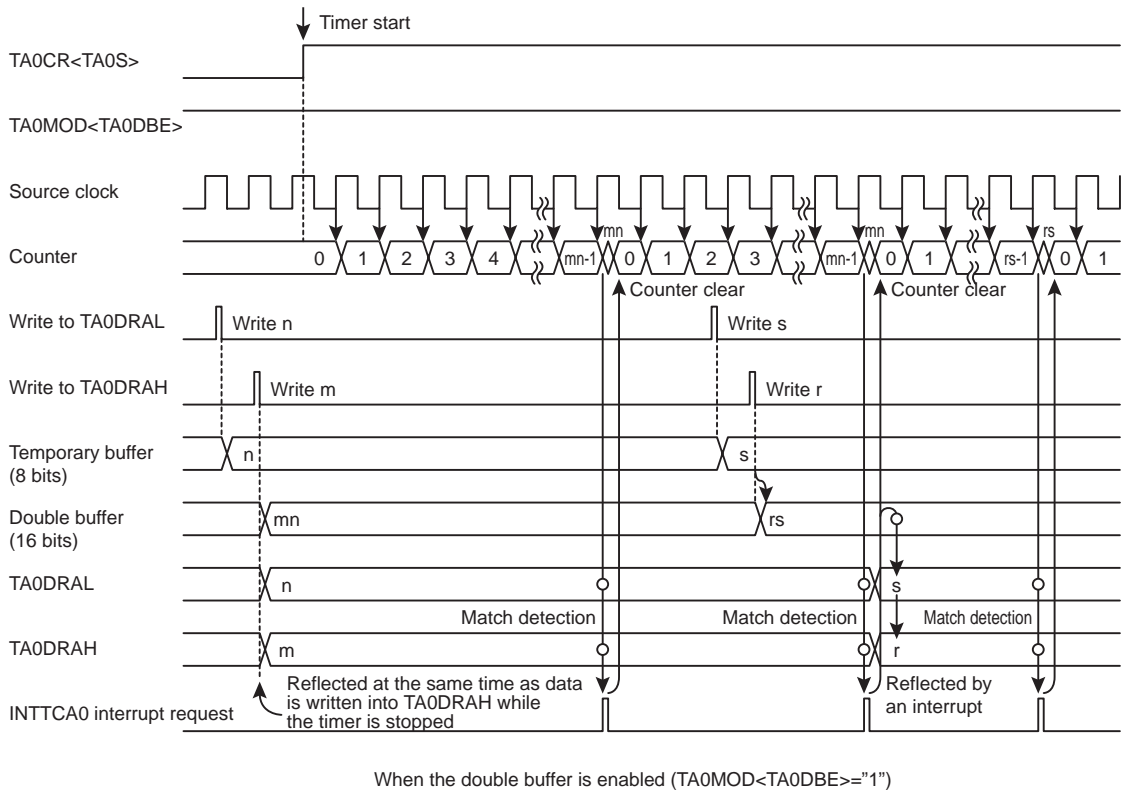 Timer start
TA0CR<TA0S>
TA0MOD<TA0DBE>
Source clock
mn mn rs
Counter 0 1 2 3 4 mn-1 0 1 2 3 mn-1 0 1 rs-1 0 1
Counter clear Counter clear
Write to TA0DRAL Write n Write s
Write to TA0DRAH Write m Write r
Temporary buffer n s
(8 bits)
Double buffer mn rs
(16 bits)
TA0DRAL n s
Match detection Match detection Match detection
TA0DRAH m r
Reflected at the same time as data Reflected by
is written into TA0DRAH while an interrupt
INTTCA0 interrupt request the timer is stopped
When the double buffer is enabled (TA0MOD<TA0DBE>=”1”)